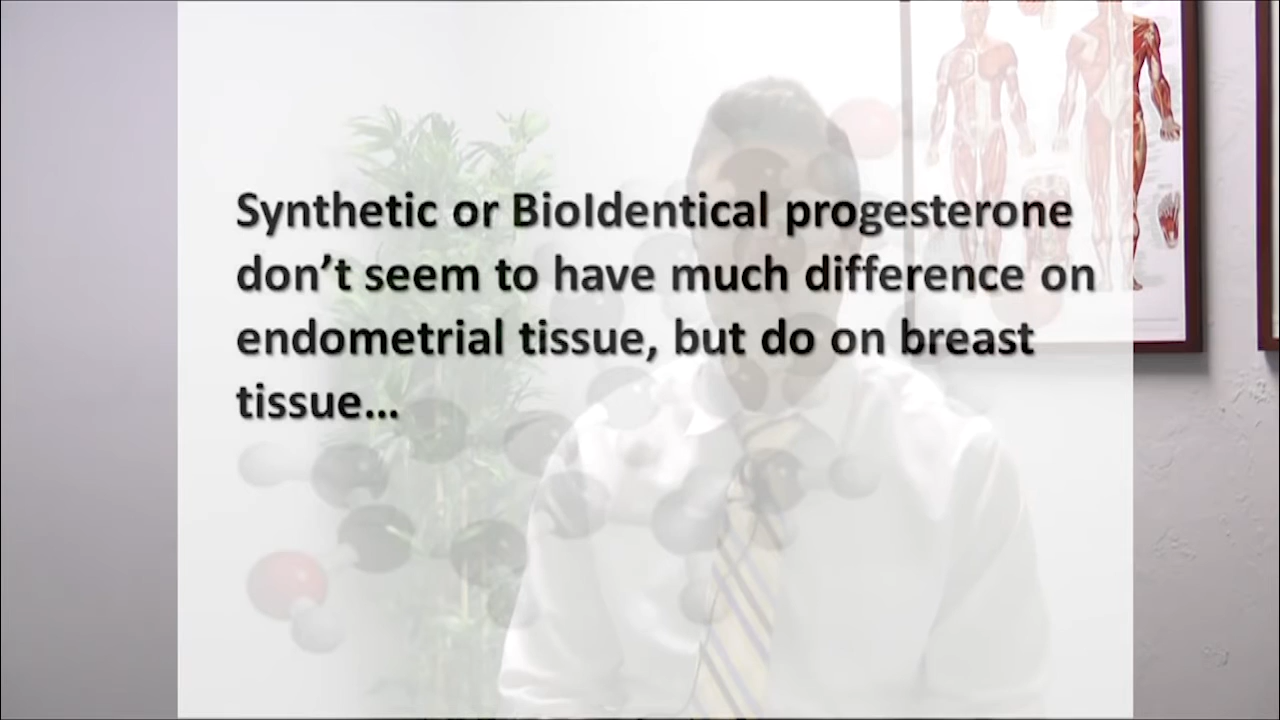 Synthetic or BioIdentical progesterone
don't seem to have much difference on
endometrial tissue, but do on breast
tissue…